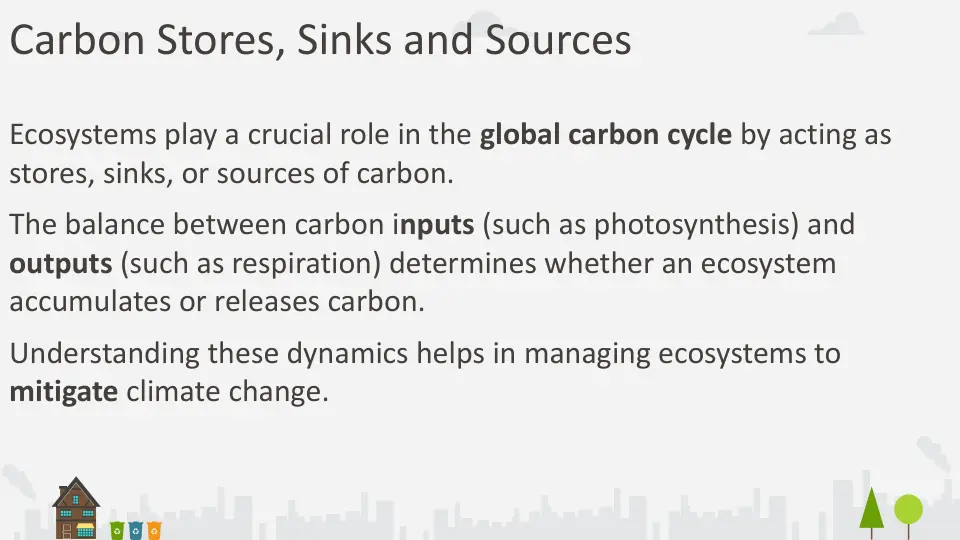 Carbon Stores, Sinks and Sources
Ecosystems play a crucial role in the global carbon cycle by acting as
stores, sinks, or sources of carbon.
The balance between carbon inputs (such as photosynthesis) and
outputs (such as respiration) determines whether an ecosystem
accumulates or releases carbon.
Understanding these dynamics helps in managing ecosystems to
mitigate climate change.